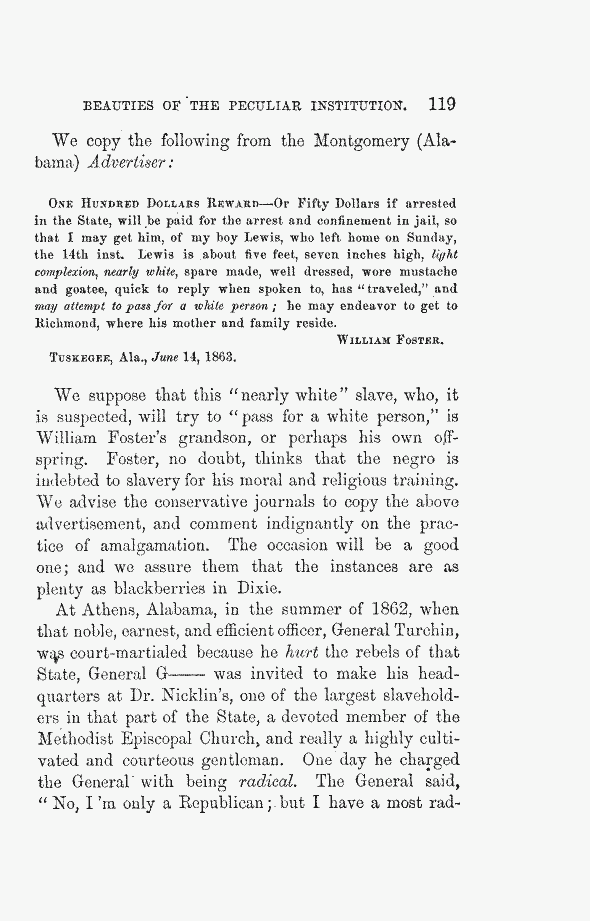 BEAUTIES OF THE PECULIAR INSTITUTION. 119
We copy the following from the Montgomery (Ala-
bama) Advertiser:
ONE HUNDRED DOLLARS REWARD—Or Fifty Dollars if arrested
in the State, will be paid for the arrest and confinement in jail, so
that I may get him, of my boy Lewis, who left home on Sunday,
the 14th inst. Lewis is about five feet, seven inches high, light
complexion, nearly white, spare made, well dressed, wore mustache
and goatee, quick to reply when spoken to, has "traveled," and
may attempt to pass for a white person; he may endeavor to get to
Richmond, where his mother and family reside.
WILLIAM FOSTER.
TUSKEGEE, Ala., June 14, 1863.
We suppose that this "nearly white" slave, who, it
is suspected, will try to "pass for a white person," is
William Foster's grandson, or perhaps his own off-
spring. Foster, no doubt, thinks that the negro is
indebted to slavery for his moral and religious training.
We advise the conservative journals to copy the above
advertisement, and comment indignantly on the prac-
tice of amalgamation. The occasion will be a good
one; and we assure them that the instances are as
plenty as blackberries in Dixie.
At Athens, Alabama, in the summer of 1862, when
that noble, earnest, and efficient officer, General Turchin,
was court-martialed because he hurt the rebels of that
State, General G—— was invited to make his head-
quarters at Dr. Nicklin's, one of the largest slavehold-
ers in that part of the State, a devoted member of the
Methodist Episcopal Church, and really a highly culti-
vated and courteous gentleman. One day he charged
the General with being radical. The General said,
"No, I'm only a Republican; but I have a most rad-